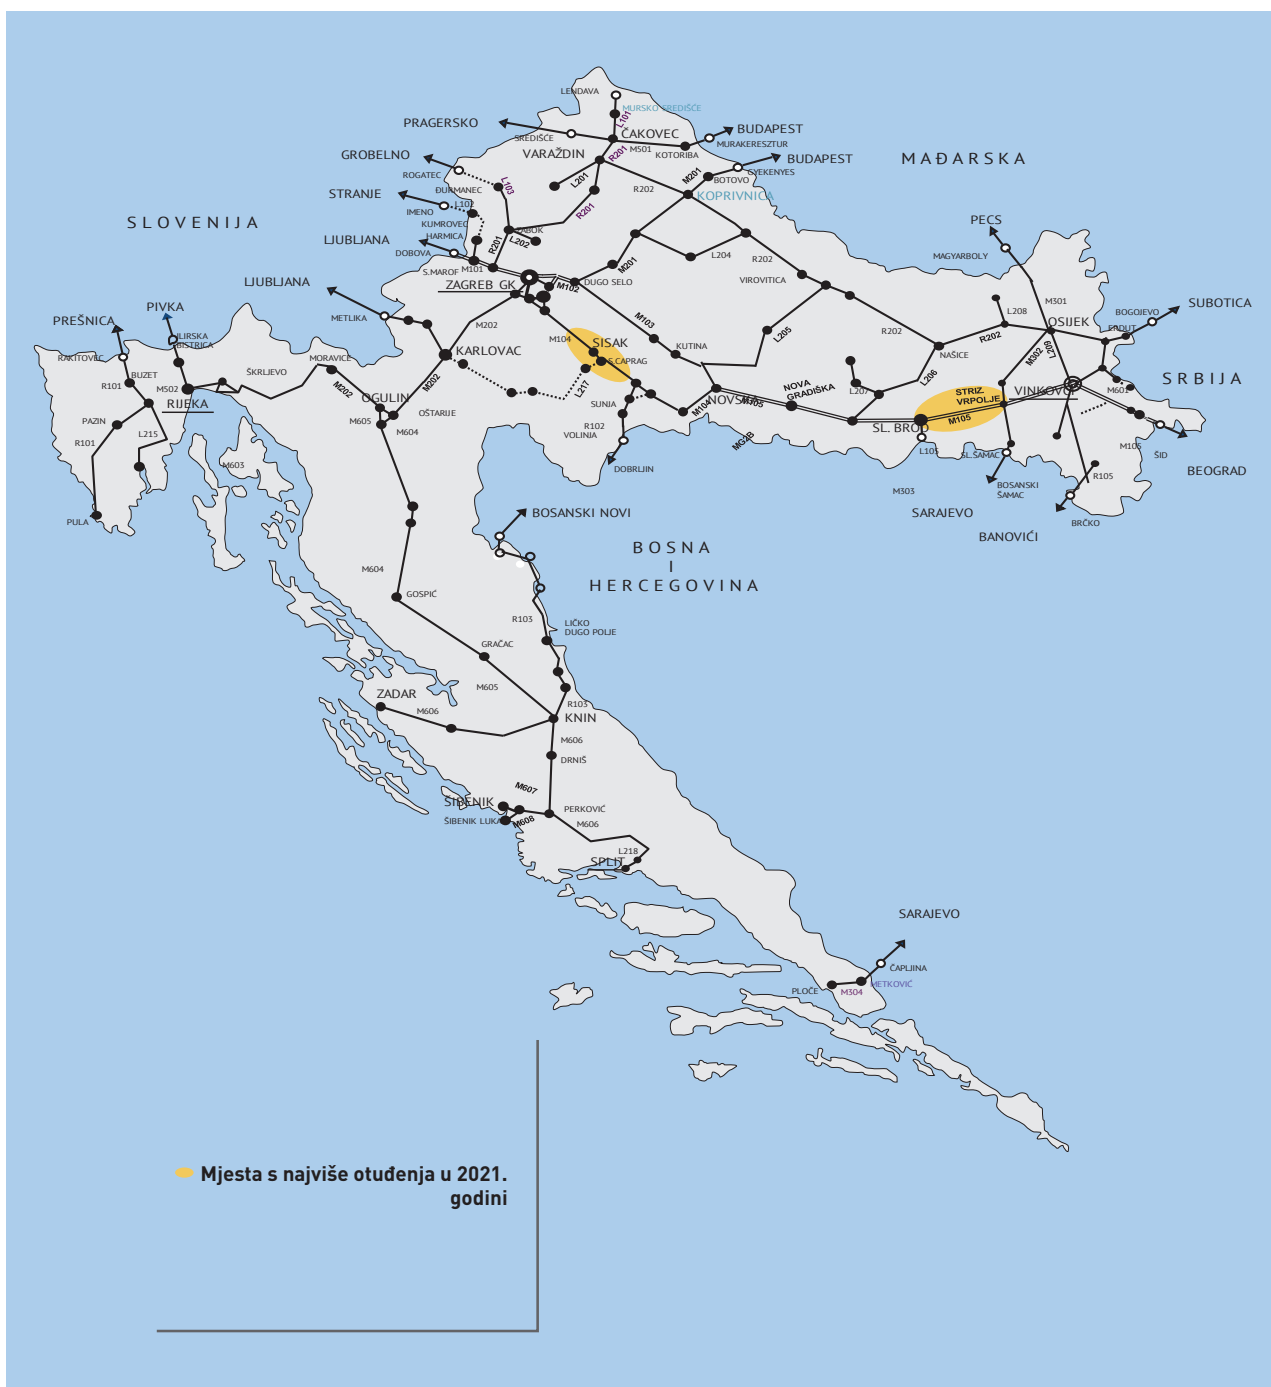 LENDAVA
MURSKO SREDIŠĆE
L101
PRAGERSKO
SREDIŠĆE
ČAKOVEC
BUDAPEST
MURAKERESZTUR
M501
KOTORIBA
VARAŽDIN
R201
GROBELNO
ROGATEC
BUDAPEST
GYEKENYES
MAĐARSKA
BOTOVO
M201
L201
R202
KOPRIVNICA
ĐURMANEC
L103
STRANJE
L102
IMENO
KUMROVEC
HARMICA
R201
SLOVENIJA
PECS
LJUBLJANA
DOBOVA
R201
ZABOK
L202
L204
R202
MAGYARBOLY
S.MAROF
M101
M201
VIROVITICA
LJUBLJANA
ZAGREB GK
M102
DUGO SELO
PIVKA
PREŠNICA
METLIKA
M202
M103
M301
SUBOTICA
L208
BOGOJEVO
OSIJEK
ERDUT
ILIRSKA
BISTRICA
M104
SISAK
KUTINA
L205
R202
R202
L209
RAKITOVEC
MORAVICE
KARLOVAC
S.CAPRAG
NAŠICE
M302
BUZET
ŠKRLJEVO
R101
M502
M202
M202
L217
NOVA
GRADIŠKA
L207
L206
STRIZ.
VRPOLJE
VINKOVCI
M601
SRBIJA
RIJEKA
OGULIN
OŠTARIJE
SUNJA
M104
NOVSKA
M105
PAZIN
M605
M604
R102
VOLINJA
SL. BROD
M105
L215
R101
MG2B
L105
SL.ŠAMAC
M105
ŠID
M603
DOBRLJIN
BEOGRAD
R105
BOSANSKI
ŠAMAC
M303
PULA
BOSANSKI NOVI
SARAJEVO
BRČKO
BANOVIĆI
BOSNA
I
HERCEGOVINA
M604
GOSPIĆ
R103
LIČKO
DUGO POLJE
GRAČAC
M605
ZADAR
R103
M606
KNIN
M606
DRNIŠ
M607
ŠIBENIK
PERKOVIĆ
ŠIBENIK LUKA
M608
M606
L218
SPLIT
SARAJEVO
ČAPLJINA
METKOVIĆ
PLOČE
M304
Mjesta s najviše otuđenja u 2021.
godini